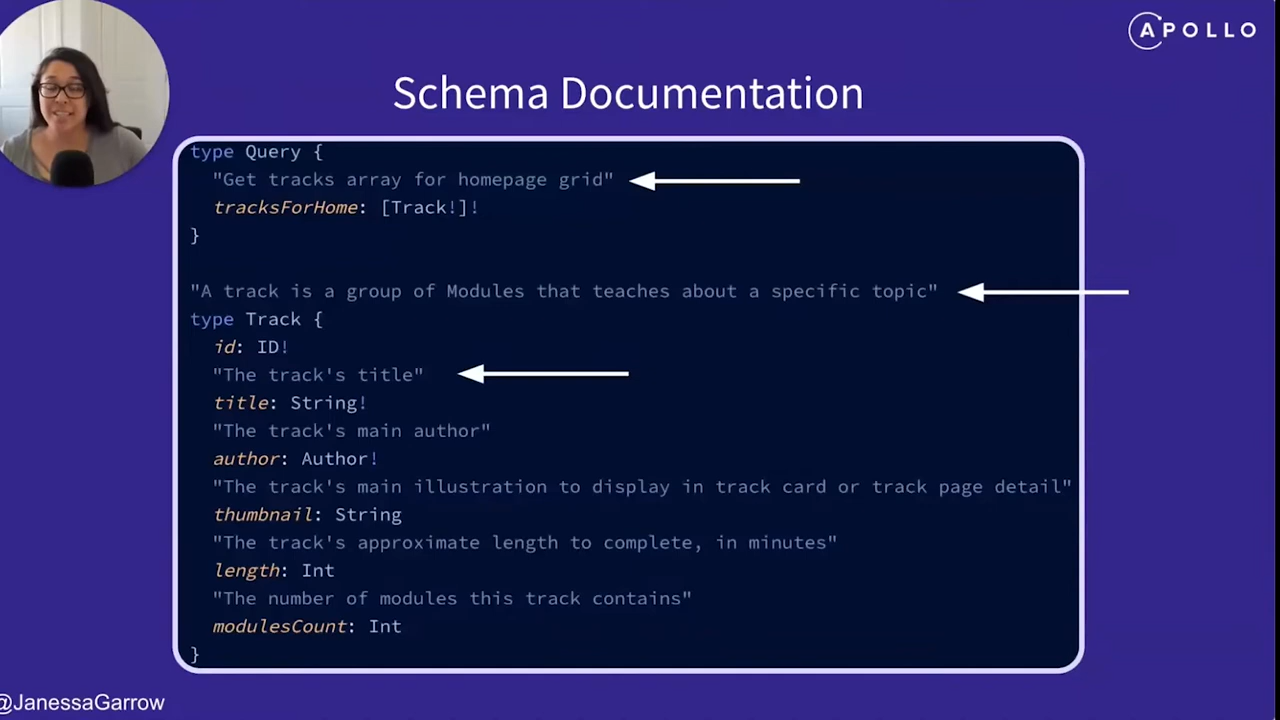 APOLLO
Schema Documentation
type Query {
"Get tracks array for homepage grid"
tracksForHome: [Track!]!
}
"A track is a group of Modules that teaches about a specific topic"
type Track {
id: ID!
"The track's title"
title: String!
"The track's main author"
author: Author!
"The track's main illustration to display in track card or track page detail"
thumbnail: String
"The track's approximate length to complete, in minutes"
length: Int
"The number of modules this track contains"
modulesCount: Int
}
@JanessaGarrow